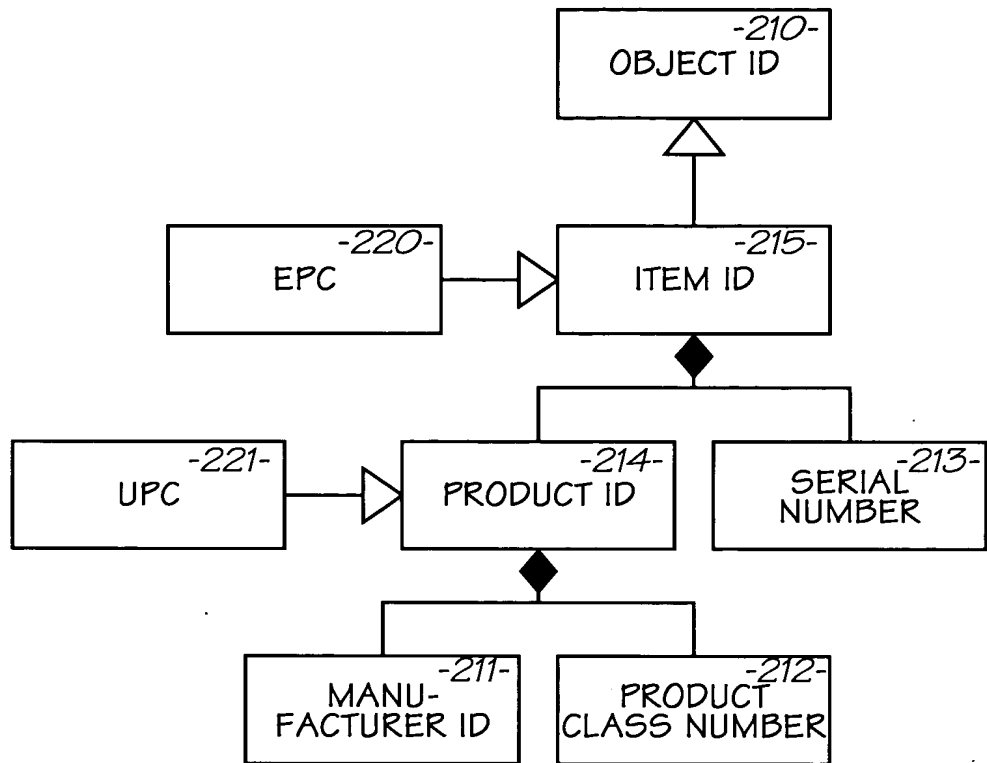 -210-
OBJECT ID
-220-
EPC
-215-
ITEM ID
-221-
UPC
-214-
PRODUCT ID
-213-
SERIAL
NUMBER
-211-
MANU-
FACTURER ID
-212-
PRODUCT
CLASS NUMBER